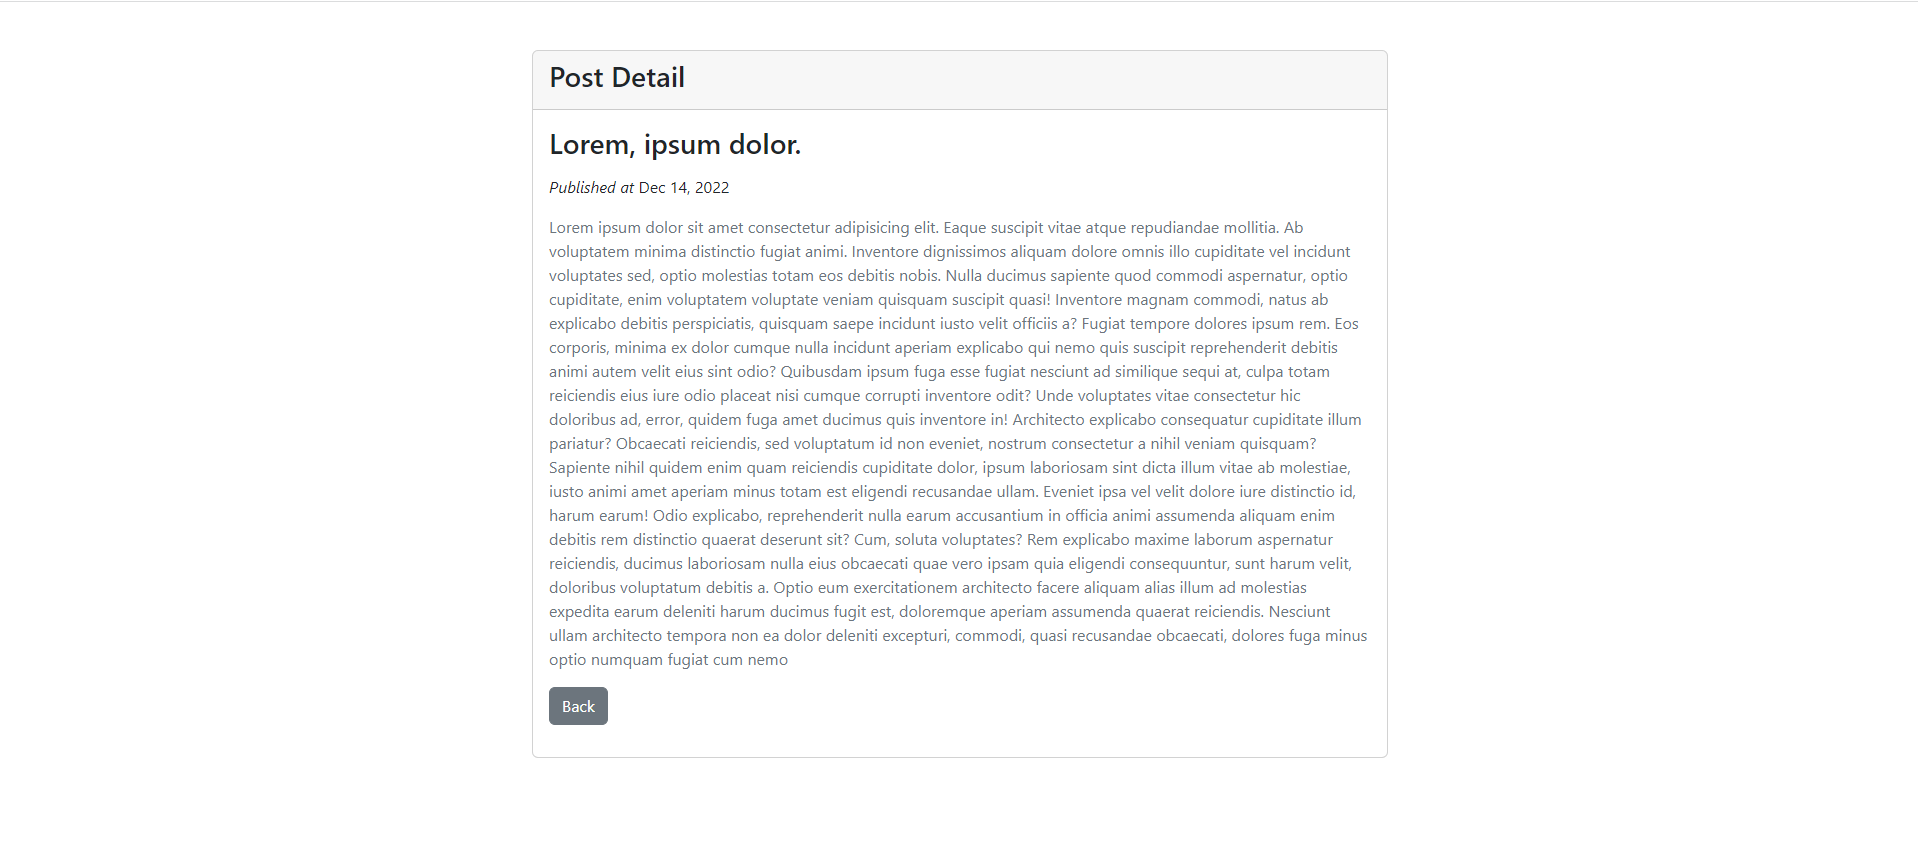 Post Detail
Lorem, ipsum dolor.
Published at Dec 14, 2022
Lorem ipsum dolor sit amet consectetur adipisicing elit. Eaque suscipit vitae atque repudiandae mollitia. Ab
voluptatem minima distinctio fugiat animi. Inventore dignissimos aliquam dolore omnis illo cupiditate vel incidunt
voluptates sed, optio molestias totam eos debitis nobis. Nulla ducimus sapiente quod commodi aspernatur, optio
cupiditate, enim voluptatem voluptate veniam quisquam suscipit quasi! Inventore magnam commodi, natus ab
explicabo debitis perspiciatis, quisquam saepe incidunt iusto velit officiis a? Fugiat tempore dolores ipsum rem. Eos
corporis, minima ex dolor cumque nulla incidunt aperiam explicabo qui nemo quis suscipit reprehenderit debitis
animi autem velit eius sint odio? Quibusdam ipsum fuga esse fugiat nesciunt ad similique sequi at, culpa totam
reiciendis eius iure odio placeat nisi cumque corrupti inventore odit? Unde voluptates vitae consectetur hic
doloribus ad, error, quidem fuga amet ducimus quis inventore in! Architecto explicabo consequatur cupiditate illum
pariatur? Obcaecati reiciendis, sed voluptatum id non eveniet, nostrum consectetur a nihil veniam quisquam?
Sapiente nihil quidem enim quam reiciendis cupiditate dolor, ipsum laboriosam sint dicta illum vitae ab molestiae,
iusto animi amet aperiam minus totam est eligendi recusandae ullam. Eveniet ipsa vel velit dolore iure distinctio id,
harum earum! Odio explicabo, reprehenderit nulla earum accusantium in officia animi assumenda aliquam enim
debitis rem distinctio quaerat deserunt sit? Cum, soluta voluptates? Rem explicabo maxime laborum aspernatur
reiciendis, ducimus laboriosam nulla eius obcaecati quae vero ipsam quia eligendi consequuntur, sunt harum velit,
doloribus voluptatum debitis a. Optio eum exercitationem architecto facere aliquam alias illum ad molestias
expedita earum deleniti harum ducimus fugit est, doloremque aperiam assumenda quaerat reiciendis. Nesciunt
ullam architecto tempora non ea dolor deleniti excepturi, commodi, quasi recusandae obcaecati, dolores fuga minus
optio numquam fugiat cum nemo
Back